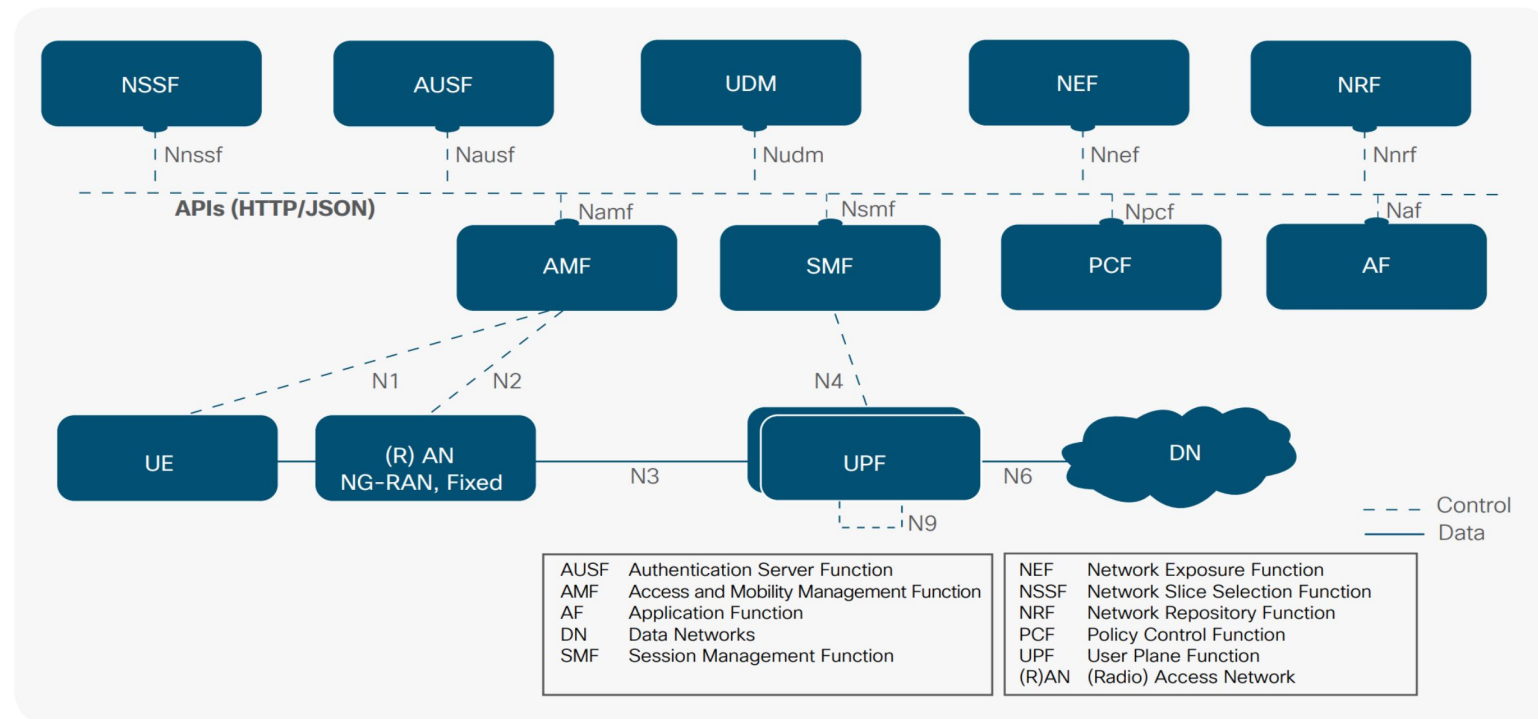 NSSF
AUSF
UDM
NEF
NRF
Nnssf
Nausf
Nudm
Nnef
Nnrf
APIs (HTTP/JSON)
Namf
Nsmf
Npcf
Naf
AMF
SMF
PCF
AF
N1
N2
N4
UE
(R) AN
NG-RAN, Fixed
N3
UPF
N6
DN
N9
Control
Data
AUSF Authentication Server Function
AMF Access and Mobility Management Function
AF Application Function
DN Data Networks
SMF Session Management Function
NEF Network Exposure Function
NSSF Network Slice Selection Function
NRF Network Repository Function
PCF Policy Control Function
UPF User Plane Function
(R)AN (Radio) Access Network